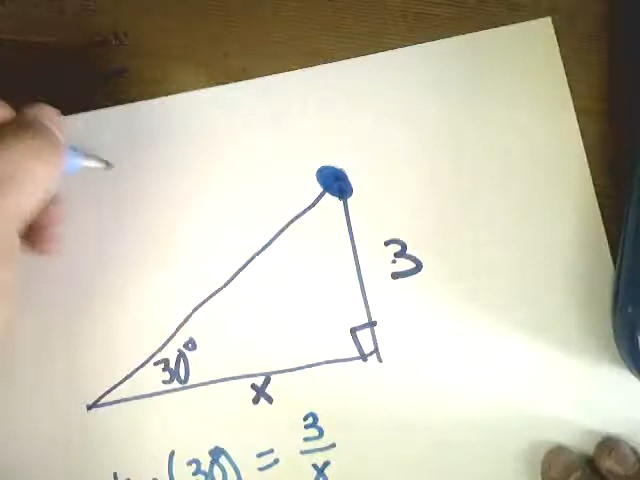 3
30°
x
(30) = 3/x